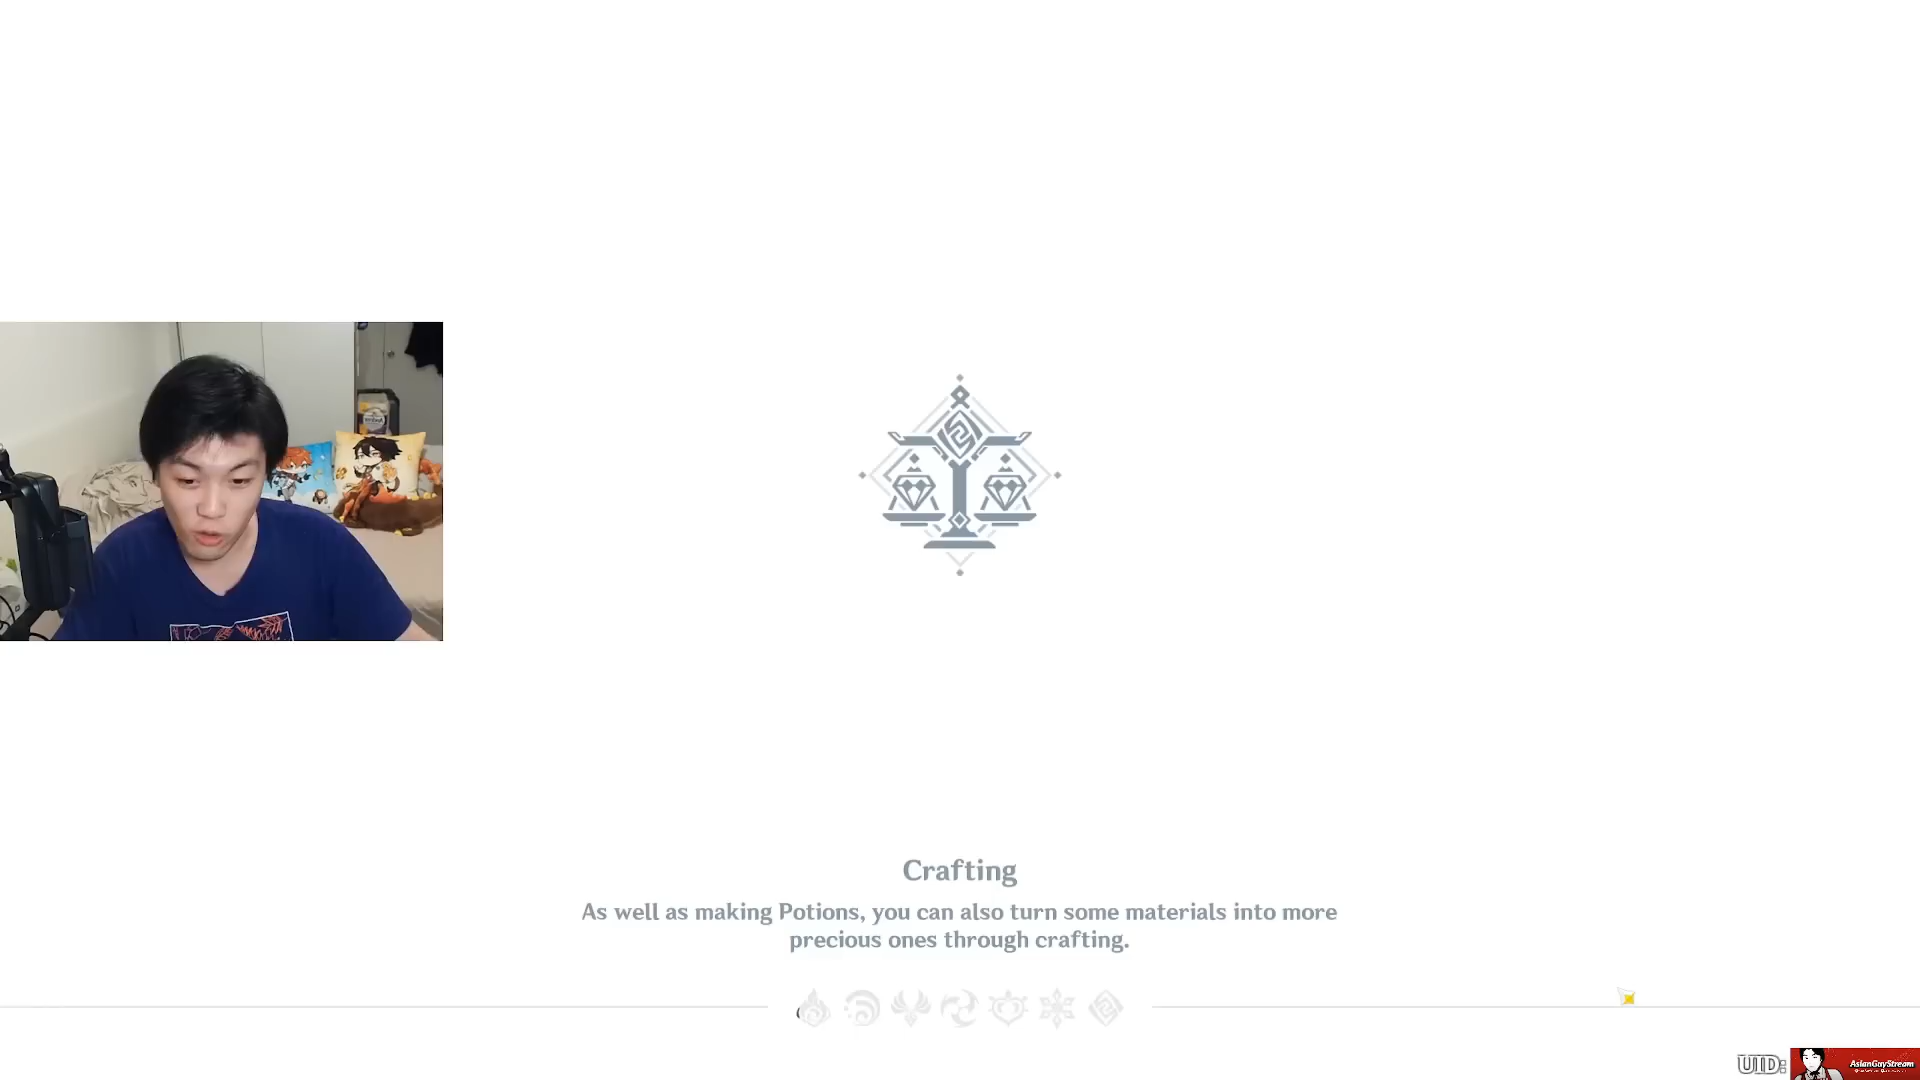 Crafting
As well as making Potions, you can also turn some materials into more
precious ones through crafting.
UID:
AsianGuyStream